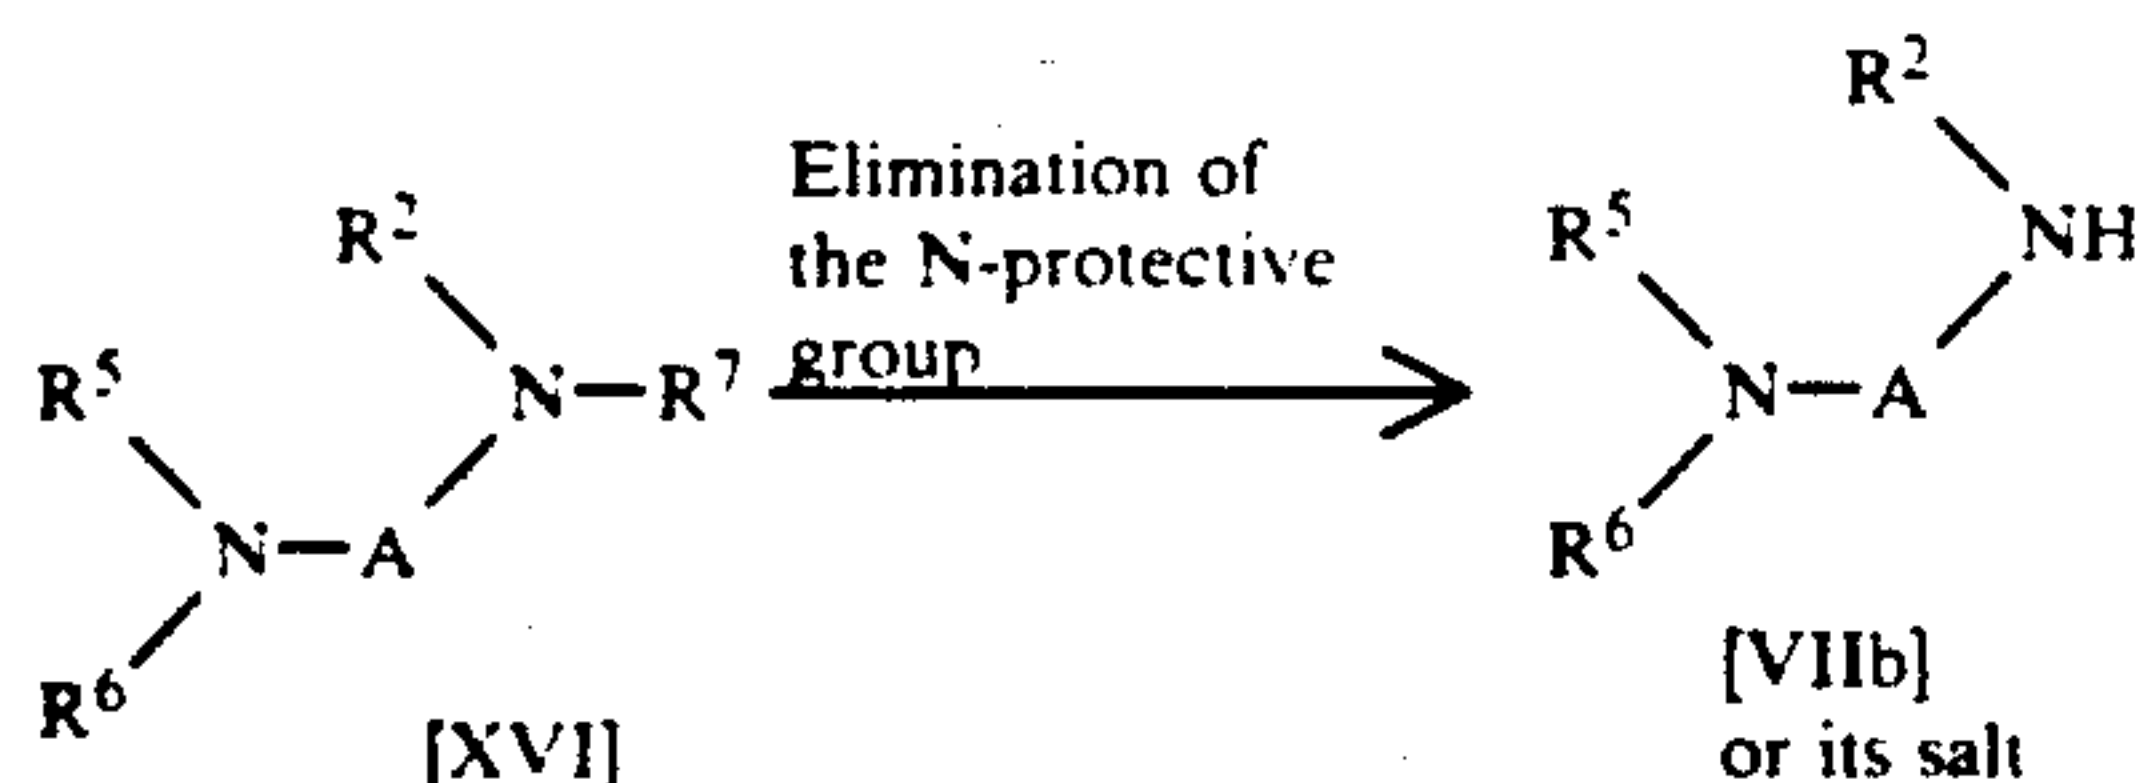 R²
Elimination of
R² R⁵ NH
the N-protective
group
R⁵ N—R⁷ N—A
N—A R⁶
[VIIb]
R⁶ [XVI] or its salt